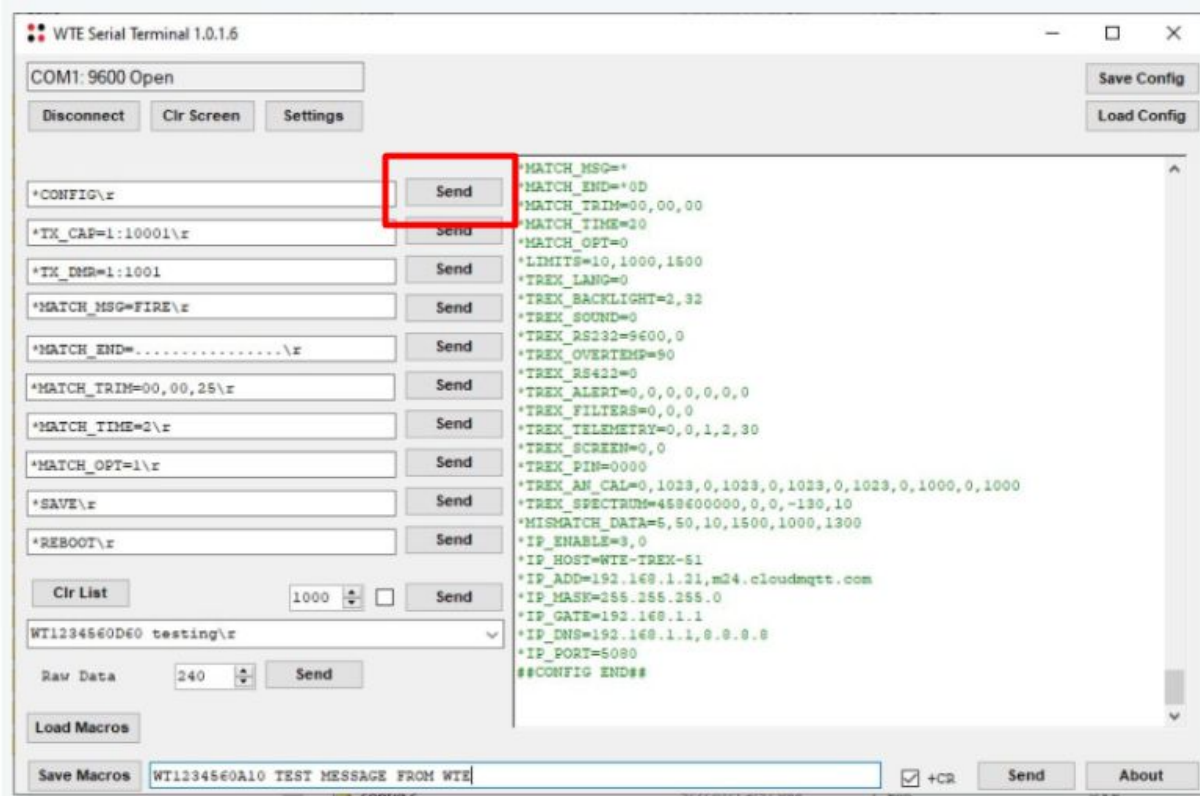 WTE Serial Terminal 1.0.1.6
COM1: 9600 Open
Save Config
Disconnect Clr Screen Settings
Load Config
*CONFIG\r Send
*TX_CAP=1:10001\r Send
*TX_DMR=1:1001 Send
*MATCH_MSG=FIRE\r Send
*MATCH_END=................\r Send
*MATCH_TRIM=00,00,25\r Send
*MATCH_TIME=2\r Send
*MATCH_OPT=1\r Send
*SAVE\r Send
*REBOOT\r Send
Clr List 1000 Send
WT1234560D60 testing\r
Raw Data 240 Send
Load Macros
*MATCH_MSG=*
*MATCH_END=*0D
*MATCH_TRIM=00,00,00
*MATCH_TIME=20
*MATCH_OPT=0
*LIMITS=10,1000,1500
*TREX_LANG=0
*TREX_BACKLIGHT=2,32
*TREX_SOUND=0
*TREX_RS232=9600,0
*TREX_OVERTEMP=90
*TREX_RS422=0
*TREX_ALERT=0,0,0,0,0,0,0
*TREX_FILTERS=0,0,0
*TREX_TELEMETRY=0,0,1,2,30
*TREX_SCREEN=0,0
*TREX_PIN=0000
*TREX_AN_CAL=0,1023,0,1023,0,1023,0,1023,0,1000,0,1000
*TREX_SPECTRUM=458600000,0,0,-130,10
*MISMATCH_DATA=5,50,10,1500,1000,1300
*IP_ENABLE=3,0
*IP_HOST=WTE-TREX-51
*IP_ADD=192.168.1.21,m24.cloudmqtt.com
*IP_MASK=255.255.255.0
*IP_GATE=192.168.1.1
*IP_DNS=192.168.1.1,8.8.8.8
*IP_PORT=5080
##CONFIG END##
Save Macros WT1234560A10 TEST MESSAGE FROM WTE +CR Send About